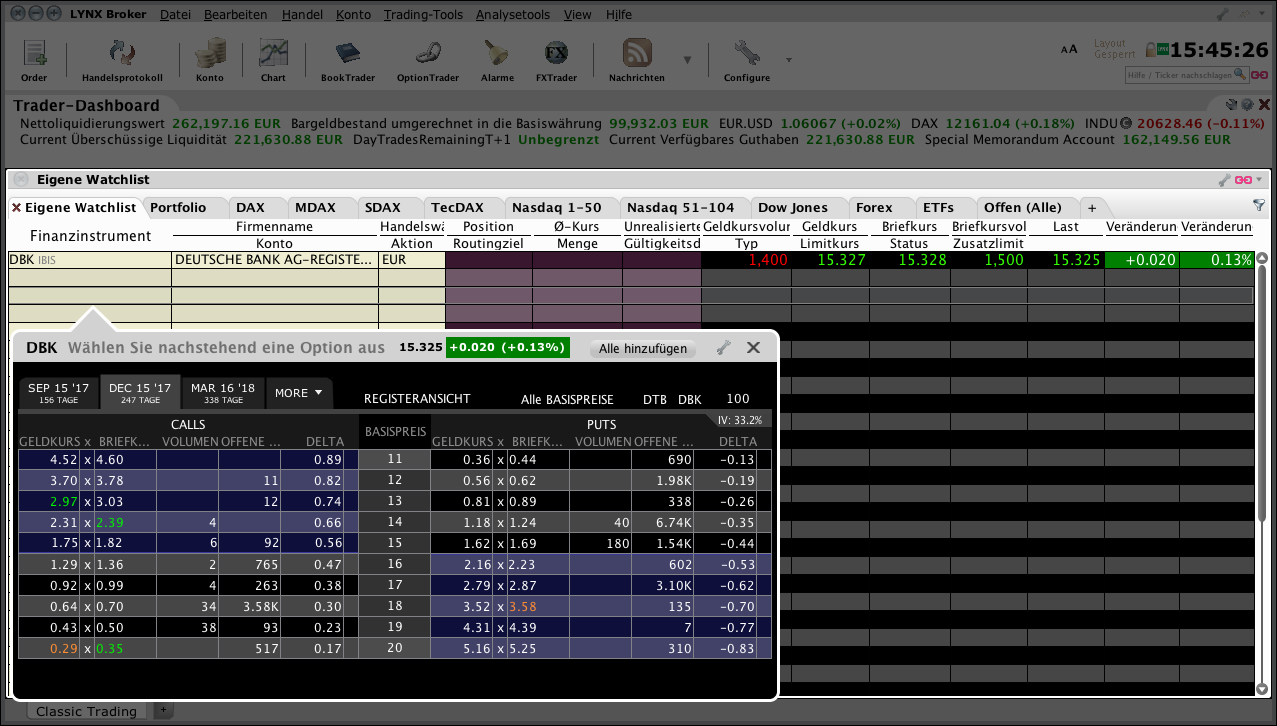 LYNX Broker Datei Bearbeiten Handel Konto Trading-Tools Analysetools View Hilfe
AA Layout Gesperrt LYNX 15:45:26
FX
Order Handelsprotokoll Konto Chart BookTrader OptionTrader Alarme FXTrader Nachrichten Configure
Hilfe / Ticker nachschlagen
Trader-Dashboard
Nettoliquidierungswert 262,197.16 EUR Bargeldbestand umgerechnet in die Basiswährung 99,932.03 EUR EUR.USD 1.06067 (+0.02%) DAX 12161.04 (+0.18%) INDU C 20628.46 (-0.11%)
Current Überschüssige Liquidität 221,630.88 EUR DayTradesRemainingT+1 Unbegrenzt Current Verfügbares Guthaben 221,630.88 EUR Special Memorandum Account 162,149.56 EUR
Eigene Watchlist
Eigene Watchlist Portfolio DAX MDAX SDAX TecDAX Nasdaq 1-50 Nasdaq 51-104 Dow Jones Forex ETFs Offen (Alle) +
Finanzinstrument Firmenname Handelswä Position Ø-Kurs Unrealisierte Geldkursvolur Geldkurs Briefkurs Briefkursvol Last Veränderun Veränderun
Konto Aktion Routingziel Menge Gültigkeitsd Typ Limitkurs Status Zusatzlimit
DBK IBIS DEUTSCHE BANK AG-REGISTE... EUR 1,400 15.327 15.328 1,500 15.325 +0.020 0.13%
DBK Wählen Sie nachstehend eine Option aus 15.325 +0.020 (+0.13%) Alle hinzufügen
SEP 15 '17 DEC 15 '17 MAR 16 '18 MORE
156 TAGE 247 TAGE 338 TAGE
REGISTERANSICHT Alle BASISPREISE DTB DBK 100
IV: 33.2%
CALLS BASISPREIS PUTS
GELDKURS x BRIEFK... VOLUMEN OFFENE ... DELTA GELDKURS x BRIEFK... VOLUMEN OFFENE ... DELTA
4.52 x 4.60 0.89 11 0.36 x 0.44 690 -0.13
3.70 x 3.78 11 0.82 12 0.56 x 0.62 1.98K -0.19
2.97 x 3.03 12 0.74 13 0.81 x 0.89 338 -0.26
2.31 x 2.39 4 0.66 14 1.18 x 1.24 40 6.74K -0.35
1.75 x 1.82 6 92 0.56 15 1.62 x 1.69 180 1.54K -0.44
1.29 x 1.36 2 765 0.47 16 2.16 x 2.23 602 -0.53
0.92 x 0.99 4 263 0.38 17 2.79 x 2.87 3.10K -0.62
0.64 x 0.70 34 3.58K 0.30 18 3.52 x 3.58 135 -0.70
0.43 x 0.50 38 93 0.23 19 4.31 x 4.39 7 -0.77
0.29 x 0.35 517 0.17 20 5.16 x 5.25 310 -0.83
Classic Trading +